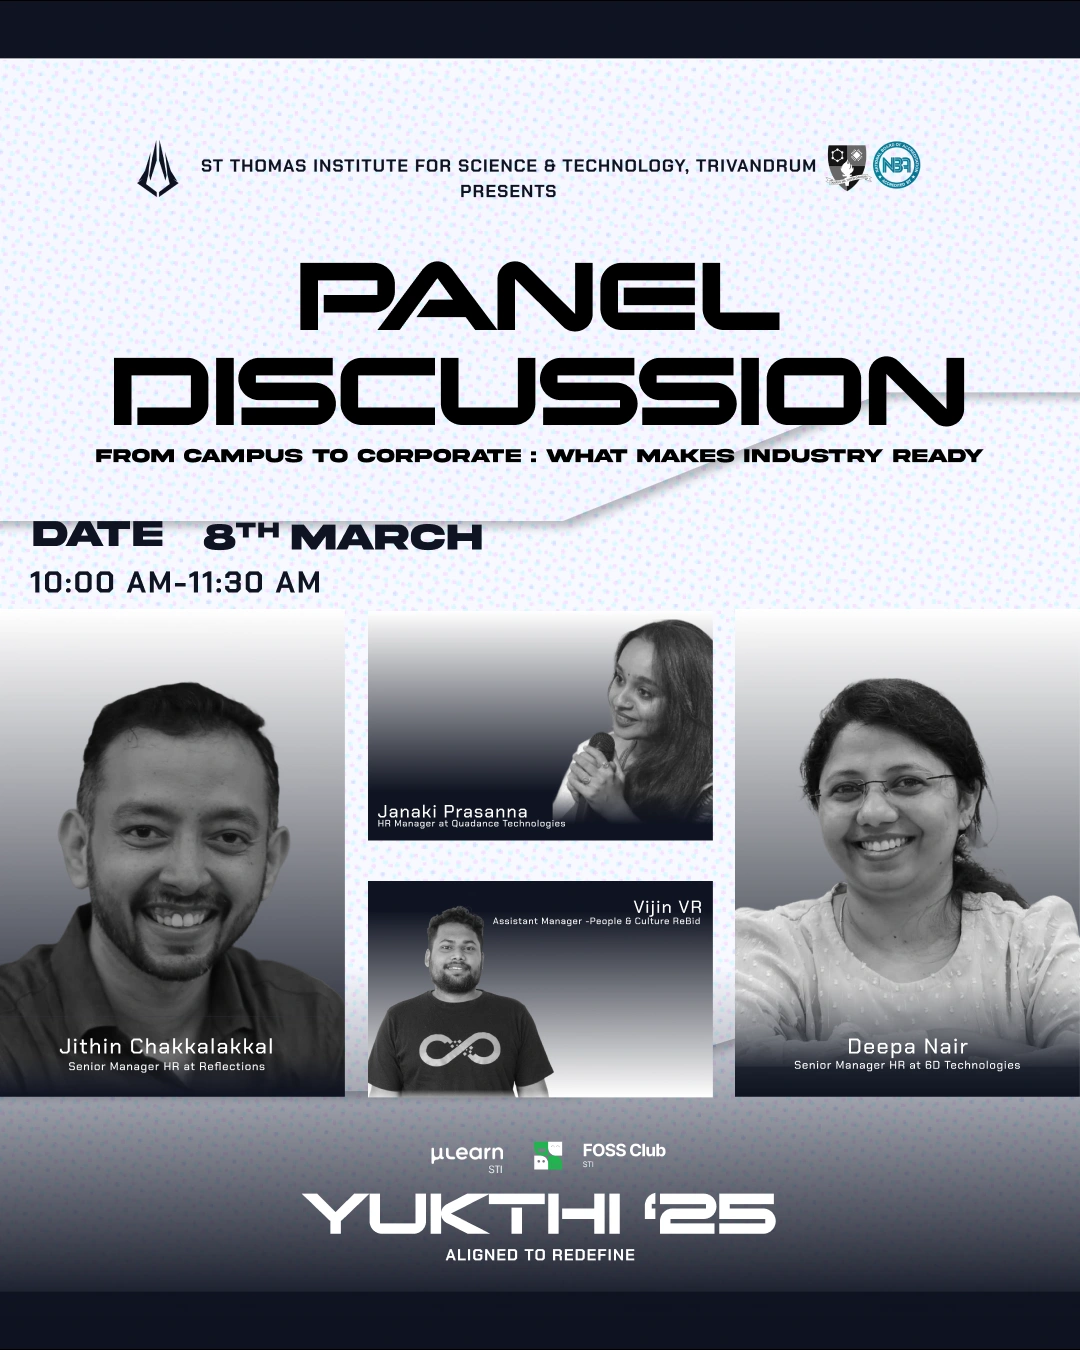 ST THOMAS INSTITUTE FOR SCIENCE & TECHNOLOGY, TRIVANDRUM
PRESENTS
NBA
PANEL
DISCUSSION
FROM CAMPUS TO CORPORATE : WHAT MAKES INDUSTRY READY
DATE 8TH MARCH
10:00 AM-11:30 AM
Janaki Prasanna
HR Manager at Quadance Technologies
Vijin VR
Assistant Manager -People & Culture ReBid
Jithin Chakkalakkal
Senior Manager HR at Reflections
Deepa Nair
Senior Manager HR at 6D Technologies
µLearn
STI
FOSS Club
STI
YUKTHI ‘25
ALIGNED TO REDEFINE